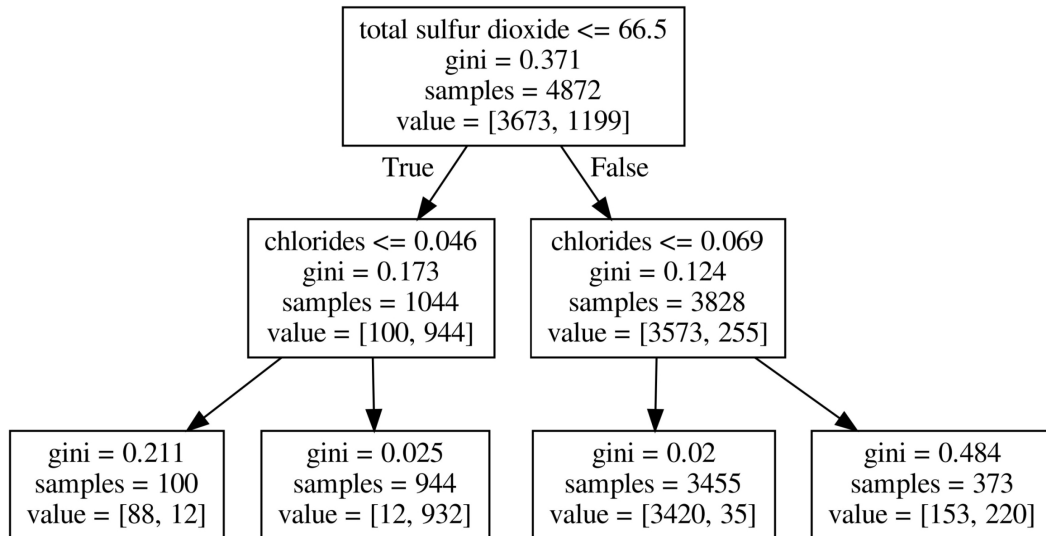 total sulfur dioxide <= 66.5
gini = 0.371
samples = 4872
value = [3673, 1199]
True
False
chlorides <= 0.046
gini = 0.173
samples = 1044
value = [100, 944]
chlorides <= 0.069
gini = 0.124
samples = 3828
value = [3573, 255]
gini = 0.211
samples = 100
value = [88, 12]
gini = 0.025
samples = 944
value = [12, 932]
gini = 0.02
samples = 3455
value = [3420, 35]
gini = 0.484
samples = 373
value = [153, 220]